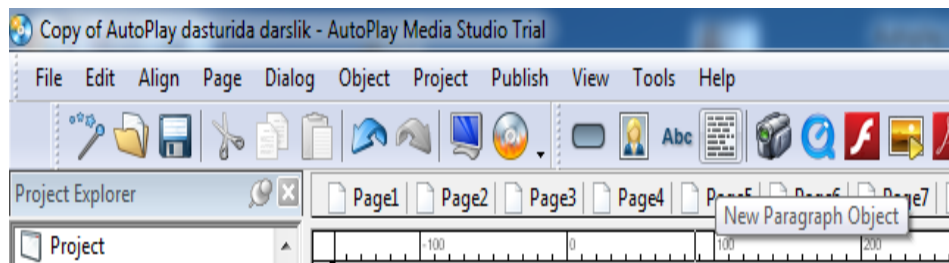 Copy of AutoPlay dasturida darslik - AutoPlay Media Studio Trial
File Edit Align Page Dialog Object Project Publish View Tools Help
Abc
Project Explorer Page1 Page2 Page3 Page4
New Paragraph Object
Project -100 0 100 200